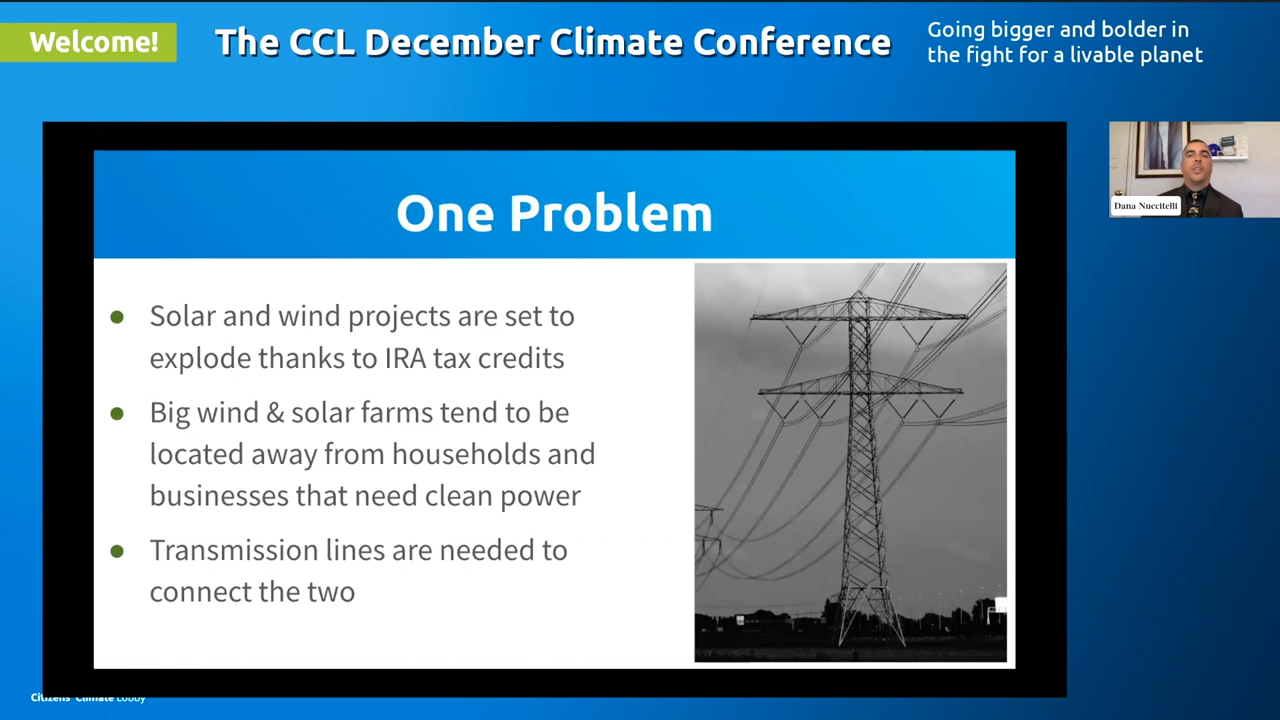 Welcome!
The CCL December Climate Conference
Going bigger and bolder in
the fight for a livable planet
One Problem
● Solar and wind projects are set to
explode thanks to IRA tax credits
● Big wind & solar farms tend to be
located away from households and
businesses that need clean power
● Transmission lines are needed to
connect the two
Dana Nuccitelli
Citizens' Climate Lobby